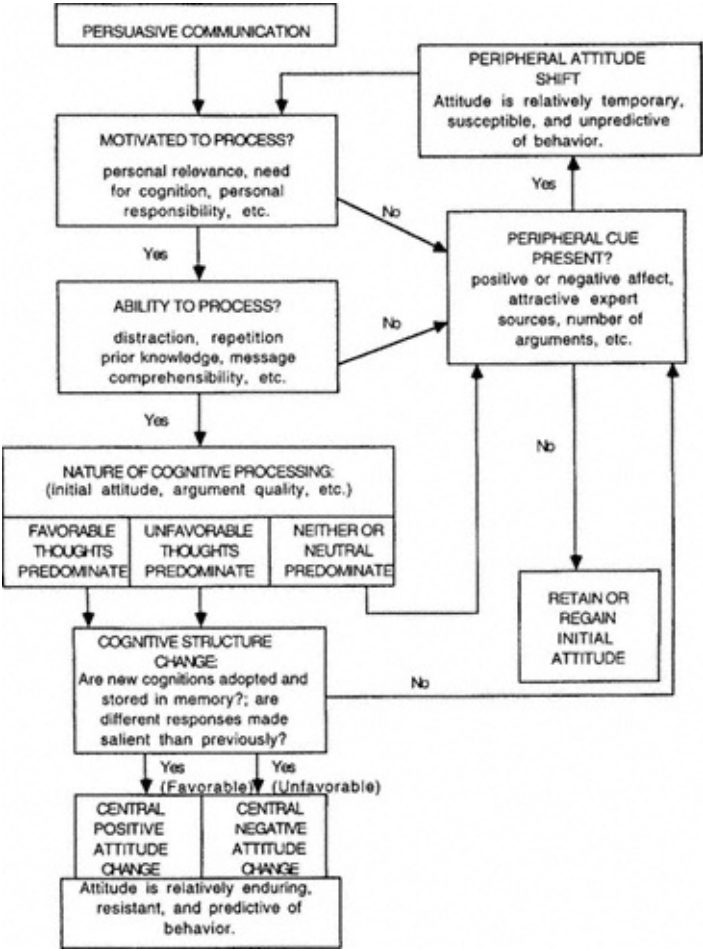 PERSUASIVE COMMUNICATION
PERIPHERAL ATTITUDE
SHIFT
Attitude is relatively temporary,
susceptible, and unpredictive
of behavior.
MOTIVATED TO PROCESS?
personal relevance, need
for cognition, personal
responsibility, etc.
No
Yes
Yes
PERIPHERAL CUE
PRESENT?
positive or negative affect,
attractive expert
sources, number of
arguments, etc.
ABILITY TO PROCESS?
distraction, repetition
prior knowledge, message
comprehensibility, etc.
No
Yes
No
NATURE OF COGNITIVE PROCESSING:
(initial attitude, argument quality, etc.)
FAVORABLE
THOUGHTS
PREDOMINATE
UNFAVORABLE
THOUGHTS
PREDOMINATE
NEITHER OR
NEUTRAL
PREDOMINATE
RETAIN OR
REGAIN
INITIAL
ATTITUDE
COGNITIVE STRUCTURE
CHANGE:
Are new cognitions adopted and
stored in memory?; are
different responses made
salient than previously?
No
Yes
(Favorable)
Yes
(Unfavorable)
CENTRAL
POSITIVE
ATTITUDE
CHANGE
CENTRAL
NEGATIVE
ATTITUDE
CHANGE
Attitude is relatively enduring,
resistant, and predictive of
behavior.